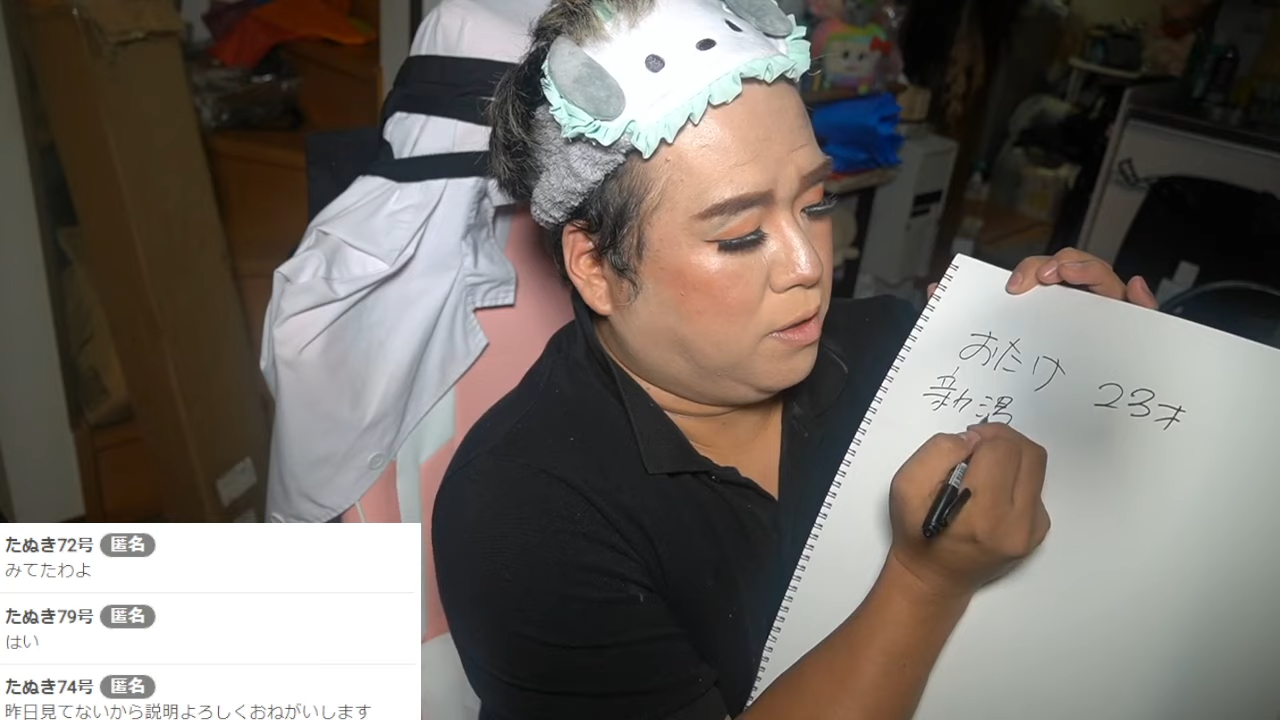 おたけ 23才
新潟
たぬき72号 匿名
みてたわよ
たぬき79号 匿名
はい
たぬき74号 匿名
昨日見てないから説明よろしくおねがいします